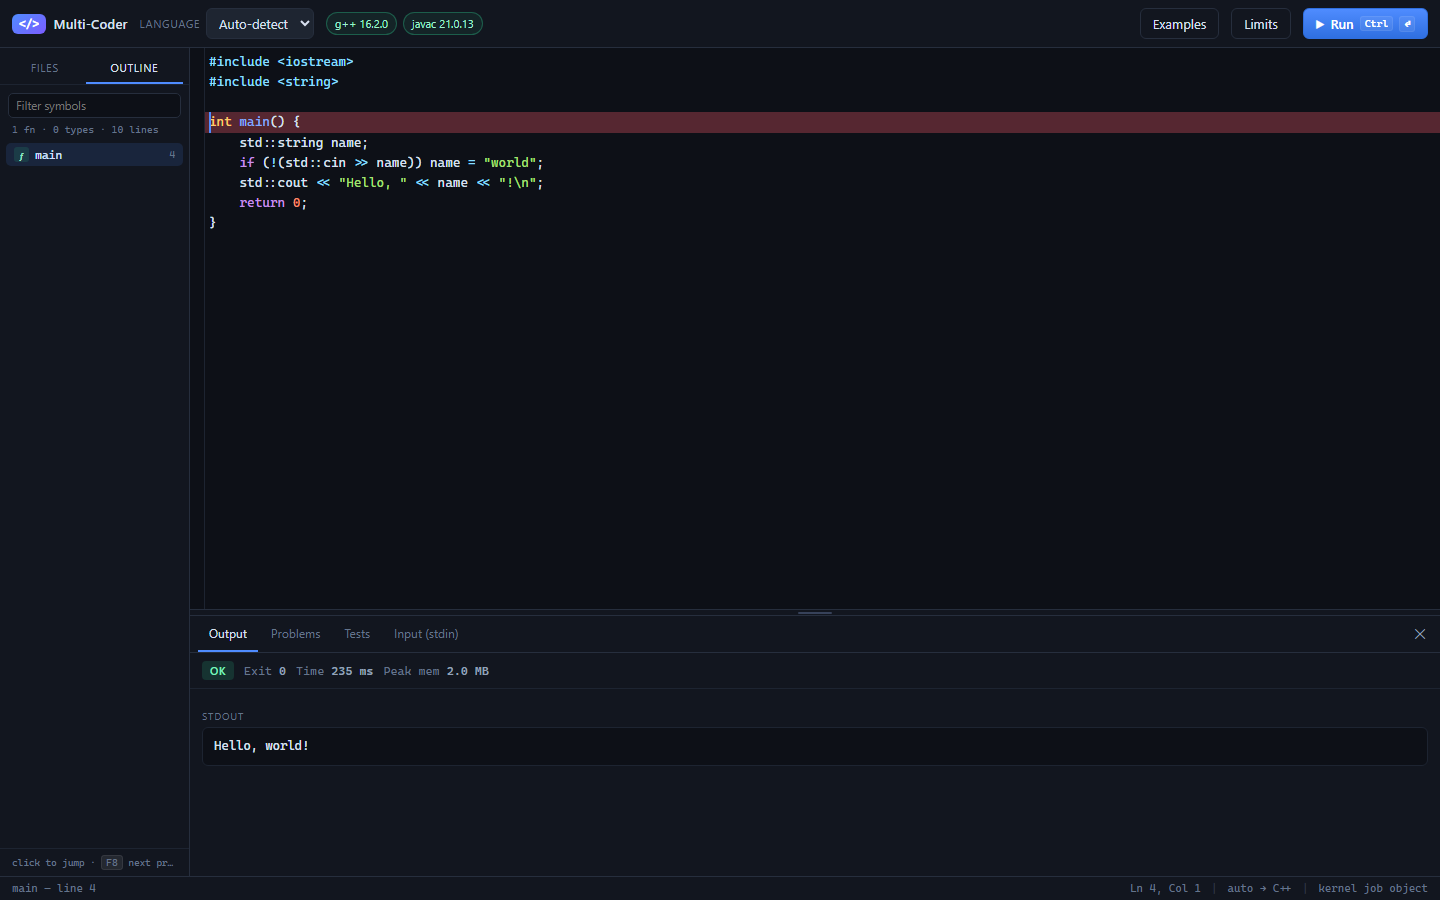 </> Multi-Coder LANGUAGE Auto-detect g++ 16.2.0 javac 21.0.13 Examples Limits ▶ Run Ctrl ⏎
FILES OUTLINE
Filter symbols
1 fn · 0 types · 10 lines
ƒ main 4
#include <iostream>
#include <string>
int main() {
    std::string name;
    if (!(std::cin >> name)) name = "world";
    std::cout << "Hello, " << name << "!\n";
    return 0;
}
Output Problems Tests Input (stdin)
OK Exit 0 Time 235 ms Peak mem 2.0 MB
STDOUT
Hello, world!
click to jump · F8 next pr…
main — line 4 Ln 4, Col 1 | auto → C++ | kernel job object